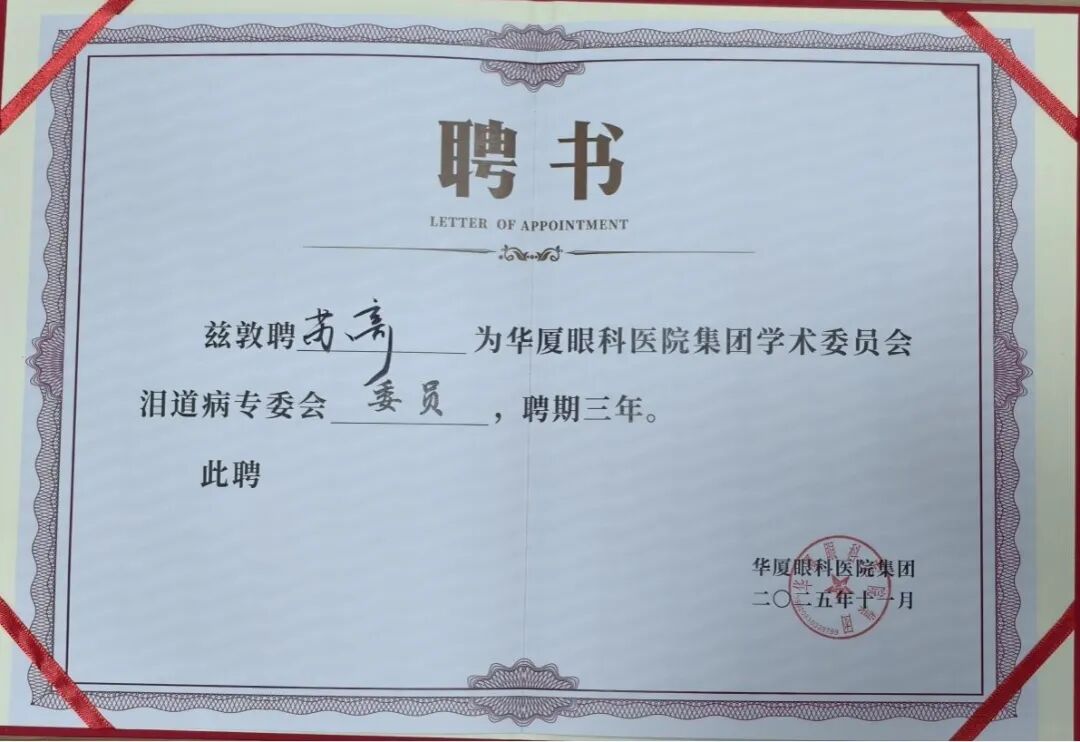 聘书
LETTER OF APPOINTMENT
兹敦聘苏高为华厦眼科医院集团学术委员会
泪道病专委会委员，聘期三年。
此聘
华厦眼科医院集团
二〇二五年十一月